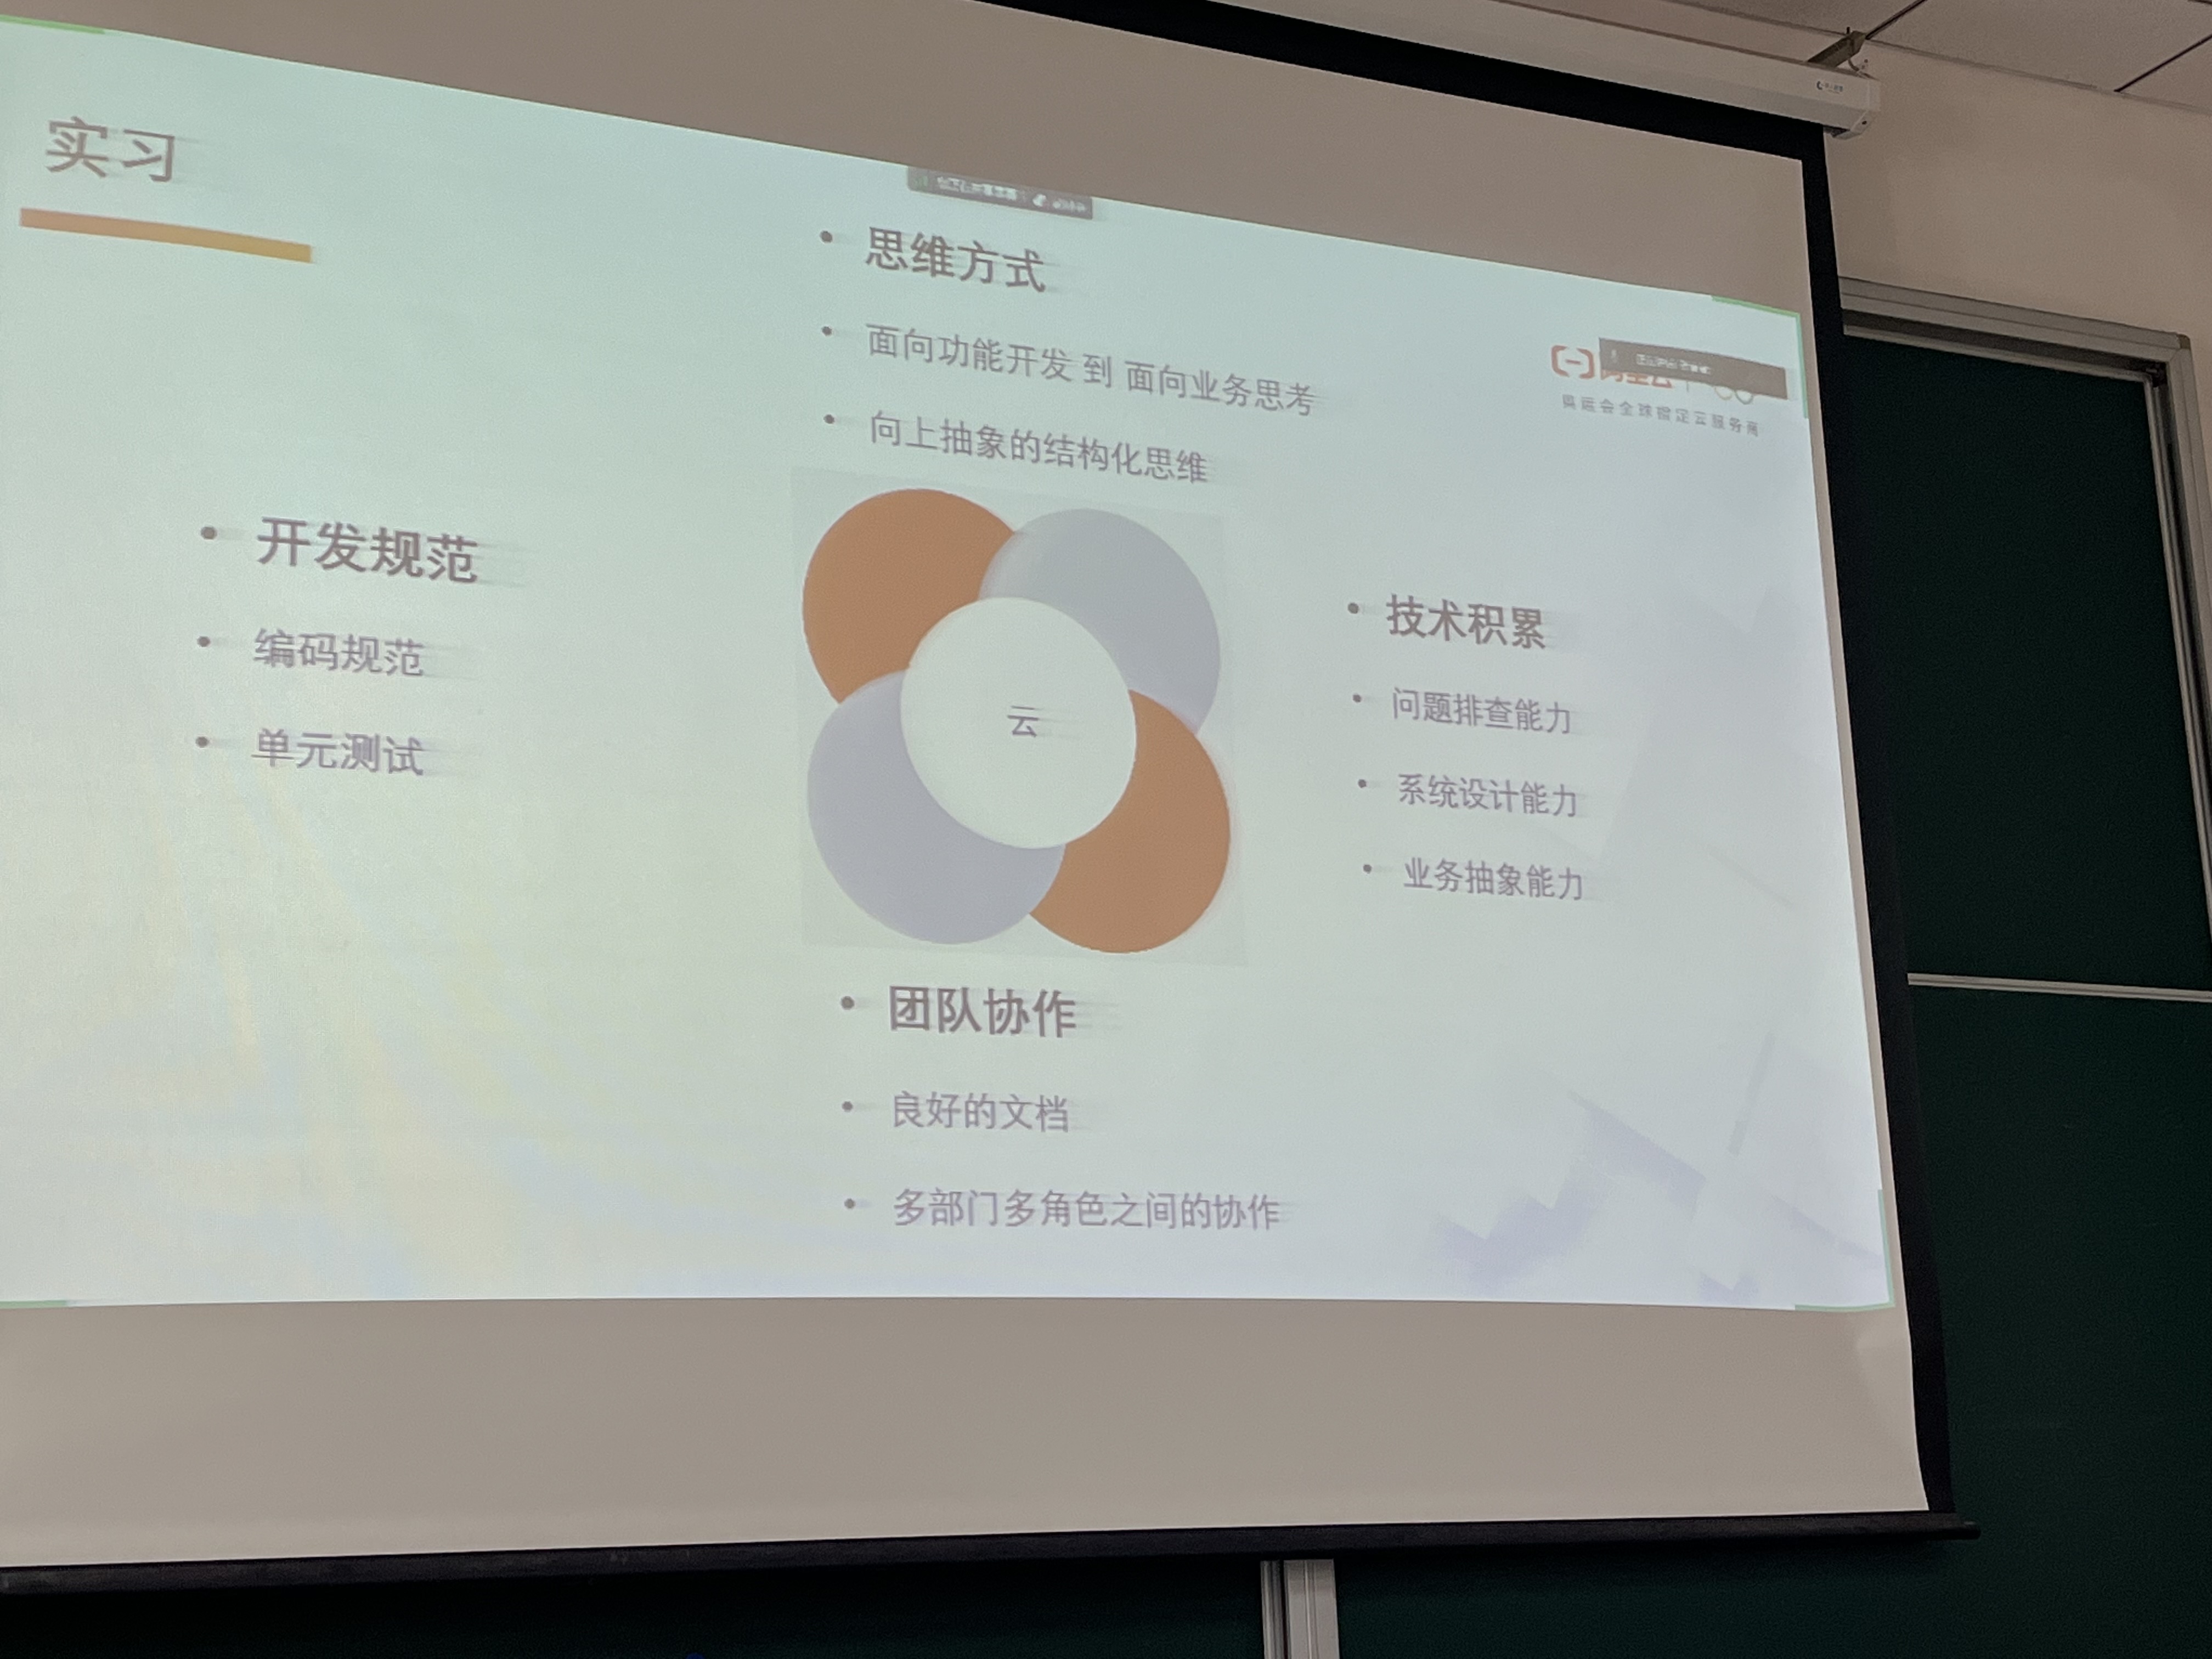 实习
思维方式
面向功能开发 到 面向业务思考
向上抽象的结构化思维
奥运会全球指定云服务商
开发规范
编码规范
单元测试
云
技术积累
问题排查能力
系统设计能力
业务抽象能力
团队协作
良好的文档
多部门多角色之间的协作